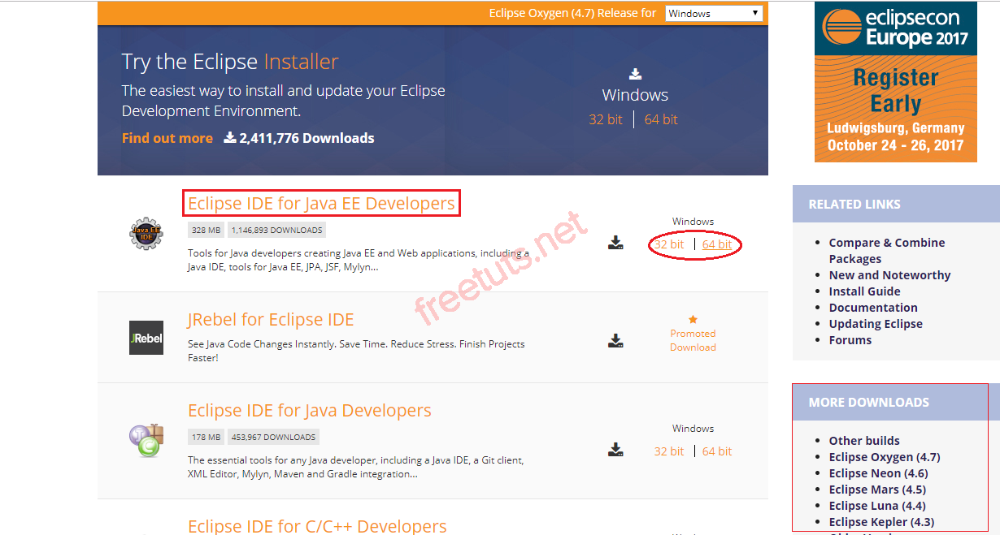 Eclipse Oxygen (4.7) Release for Windows
Try the Eclipse Installer
The easiest way to install and update your Eclipse
Development Environment.
Find out more 2,411,776 Downloads
Windows
32 bit | 64 bit
Eclipse IDE for Java EE Developers
328 MB 1,146,893 DOWNLOADS
Tools for Java developers creating Java EE and Web applications, including a
Java IDE, tools for Java EE, JPA, JSF, Mylyn...
Java EE
IDE
Windows
32 bit | 64 bit
freetuts.net
JRebel for Eclipse IDE
See Java Code Changes Instantly. Save Time. Reduce Stress. Finish Projects
Faster!
JRebel
Promoted
Download
Eclipse IDE for Java Developers
178 MB 453,967 DOWNLOADS
The essential tools for any Java developer, including a Java IDE, a Git client,
XML Editor, Mylyn, Maven and Gradle integration...
J
C
Windows
32 bit | 64 bit
Eclipse IDE for C/C++ Developers
eclipsecon
Europe 2017
Register
Early
Ludwigsburg, Germany
October 24 - 26, 2017
RELATED LINKS
Compare & Combine
Packages
New and Noteworthy
Install Guide
Documentation
Updating Eclipse
Forums
MORE DOWNLOADS
Other builds
Eclipse Oxygen (4.7)
Eclipse Neon (4.6)
Eclipse Mars (4.5)
Eclipse Luna (4.4)
Eclipse Kepler (4.3)